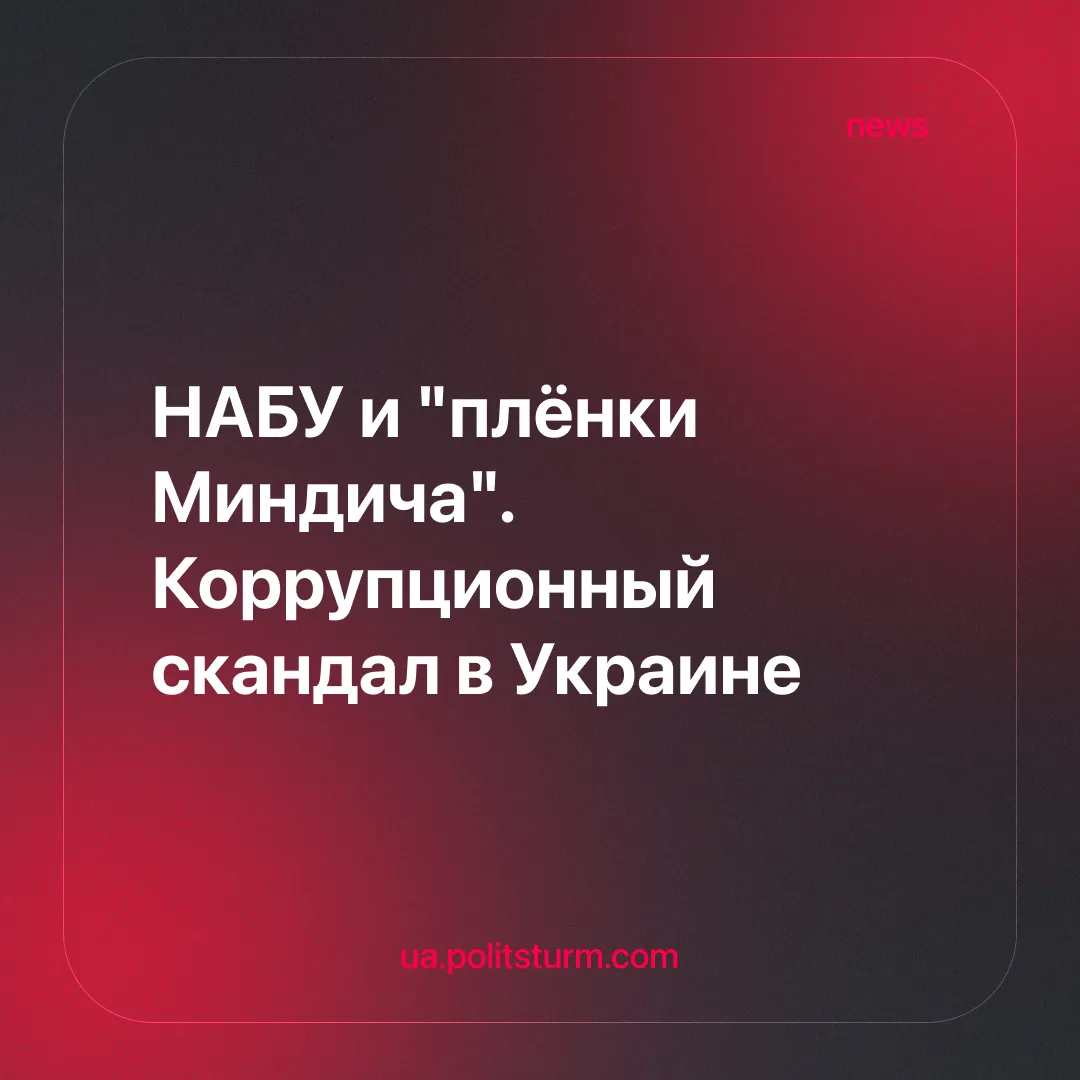 news
НАБУ и "плёнки
Миндича".
Коррупционный
скандал в Украине
ua.politsturm.com